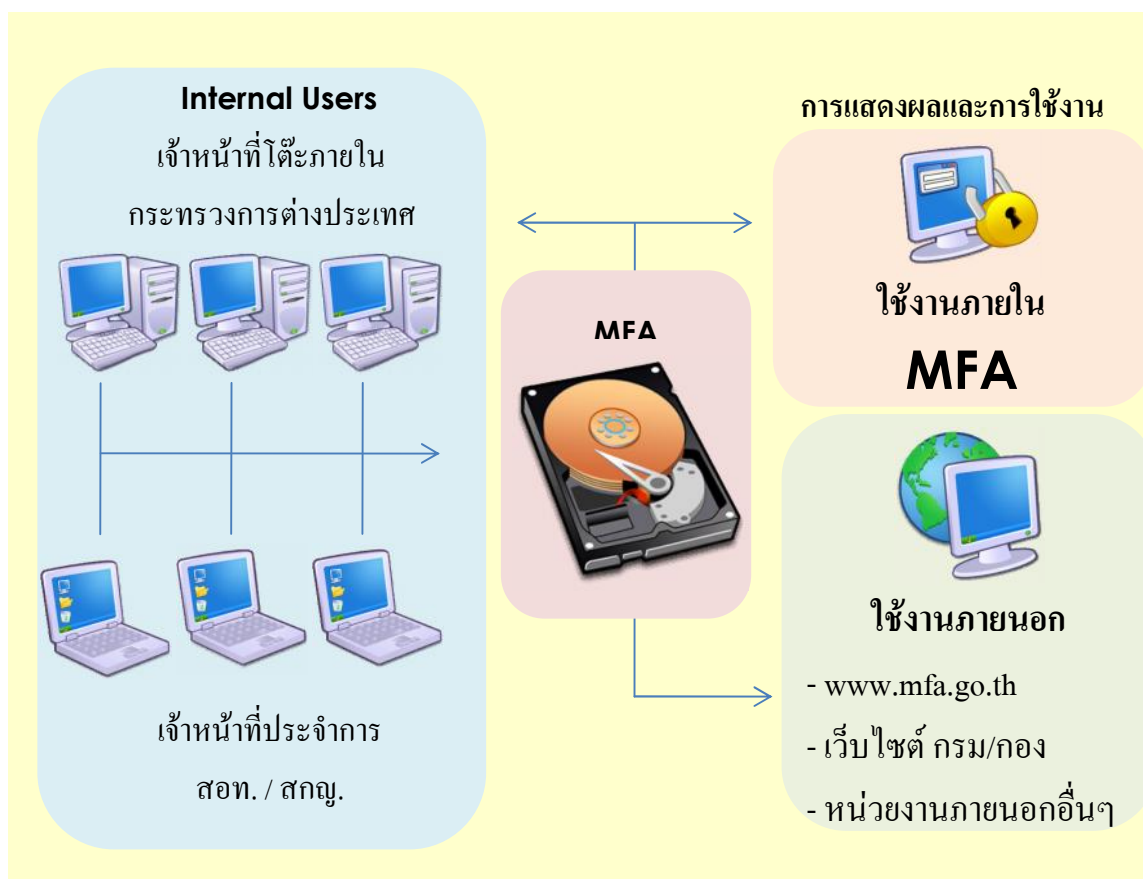 Internal Users
เจ้าหน้าที่โต๊ะภายใน
กระทรวงการต่างประเทศ
เจ้าหน้าที่ประจำการ
สอท. / สกญ.
MFA
การแสดงผลและการใช้งาน
ใช้งานภายใน
MFA
ใช้งานภายนอก
- www.mfa.go.th
- เว็บไซต์ กรม/กอง
- หน่วยงานภายนอกอื่นๆ